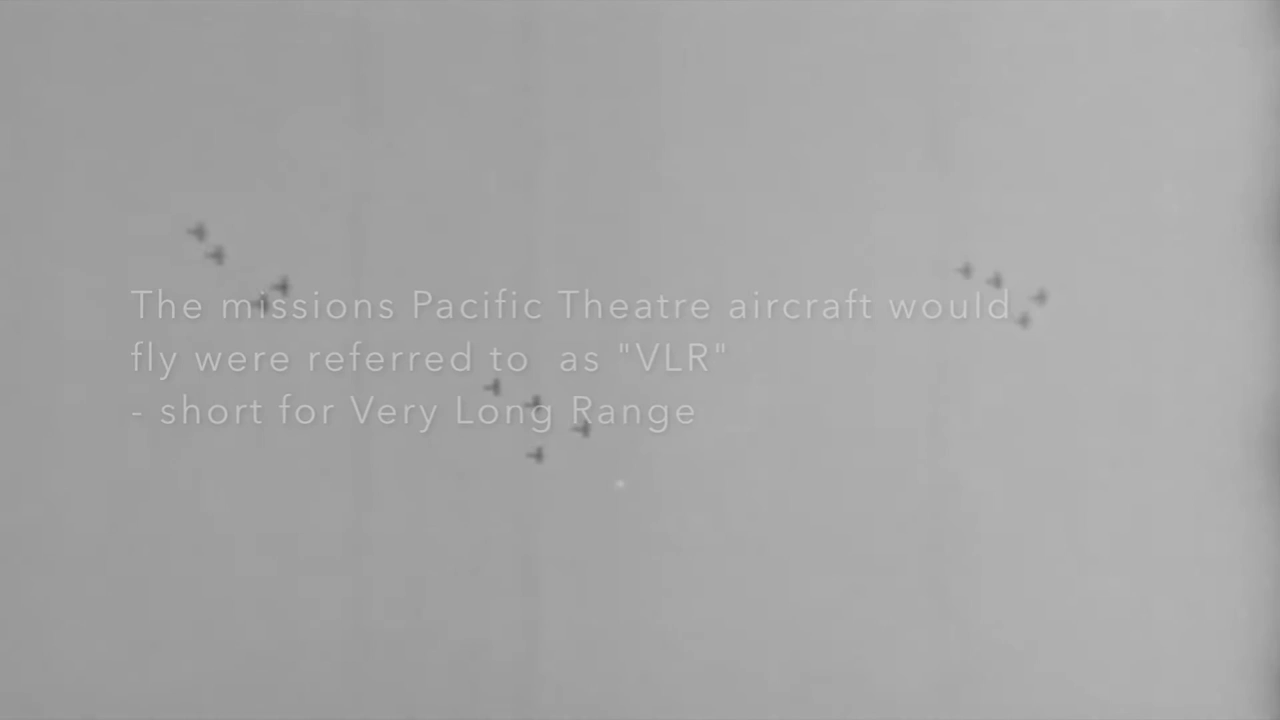 The missions Pacific Theatre aircraft would
fly were referred to  as "VLR"
- short for Very Long Range